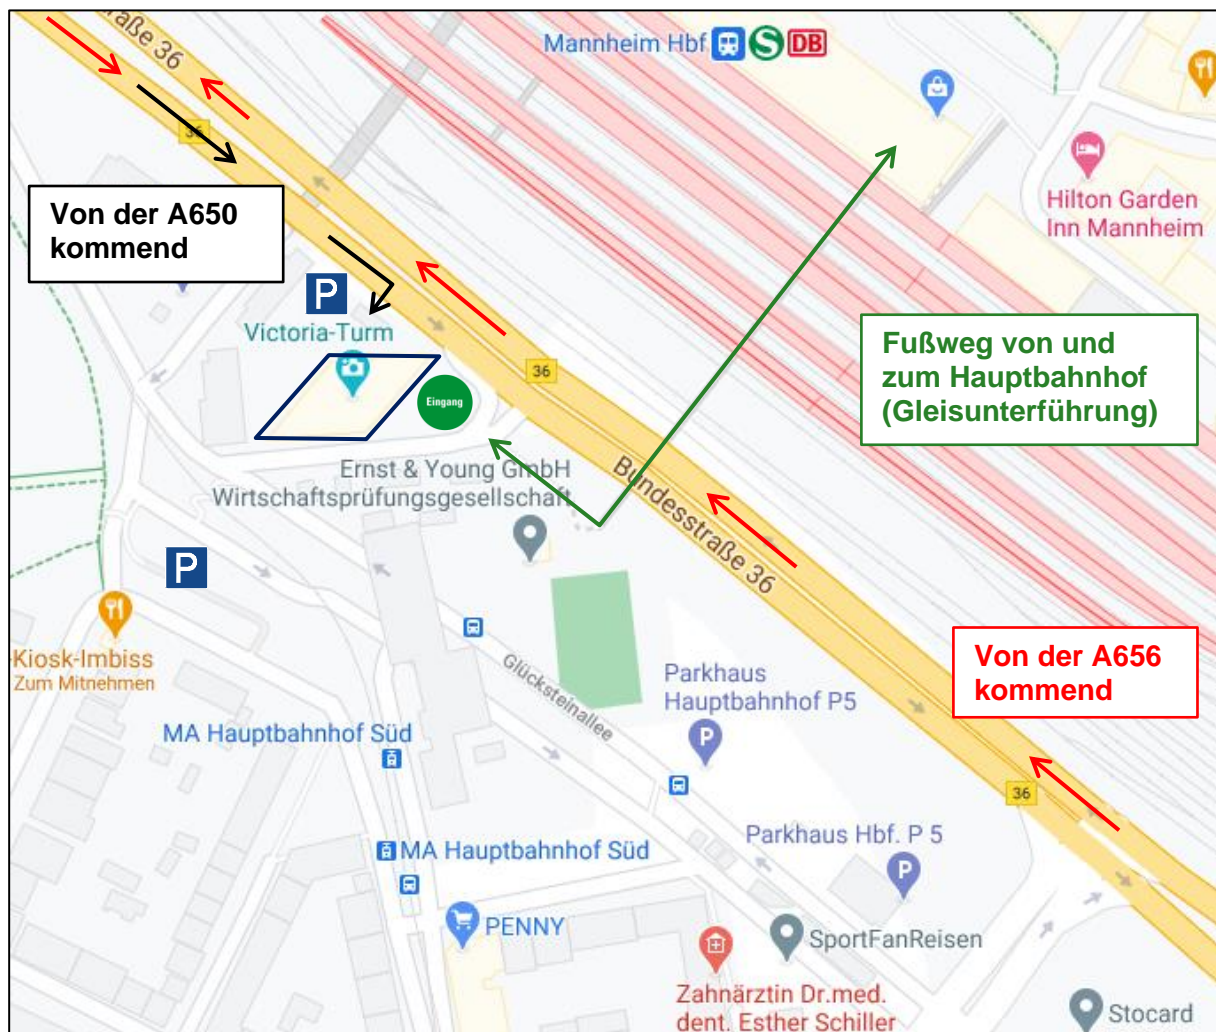 raße 36
Mannheim Hbf
S
DB
36
Von der A650
kommend
Hilton Garden
Inn Mannheim
P
Victoria-Turm
Eingang
36
Fußweg von und
zum Hauptbahnhof
(Gleisunterführung)
Ernst & Young GmbH
Wirtschaftsprüfungsgesellschaft
Bundesstraße 36
P
Kiosk-Imbiss
Zum Mitnehmen
Glücksteinallee
Parkhaus
Hauptbahnhof P5
P
Von der A656
kommend
MA Hauptbahnhof Süd
36
Parkhaus Hbf. P 5
P
MA Hauptbahnhof Süd
PENNY
SportFanReisen
Zahnärztin Dr.med.
dent. Esther Schiller
Stocard